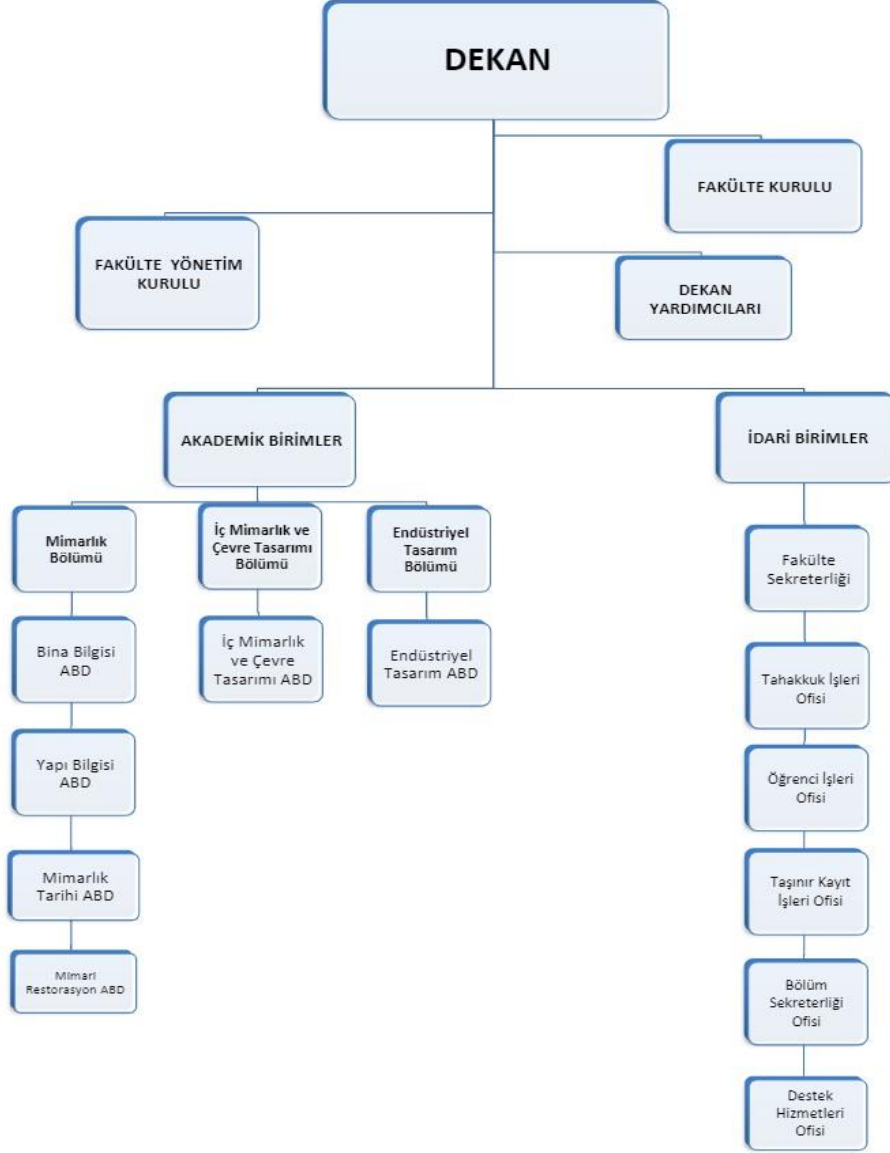 DEKAN
FAKÜLTE KURULU
FAKÜLTE YÖNETİM
KURULU
DEKAN
YARDIMCILARI
AKADEMİK BİRİMLER
İDARİ BİRİMLER
Mimarlık
Bölümü
İç Mimarlık ve
Çevre Tasarımı
Bölümü
Endüstriyel
Tasarım
Bölümü
Bina Bilgisi
ABD
İç Mimarlık
ve Çevre
Tasarımı ABD
Endüstriyel
Tasarım ABD
Yapı Bilgisi
ABD
Mimarlık
Tarihi ABD
Mimari
Restorasyon ABD
Fakülte
Sekreterliği
Tahakkuk İşleri
Ofisi
Öğrenci İşleri
Ofisi
Taşınır Kayıt
İşleri Ofisi
Bölüm
Sekreterliği
Ofisi
Destek
Hizmetleri
Ofisi